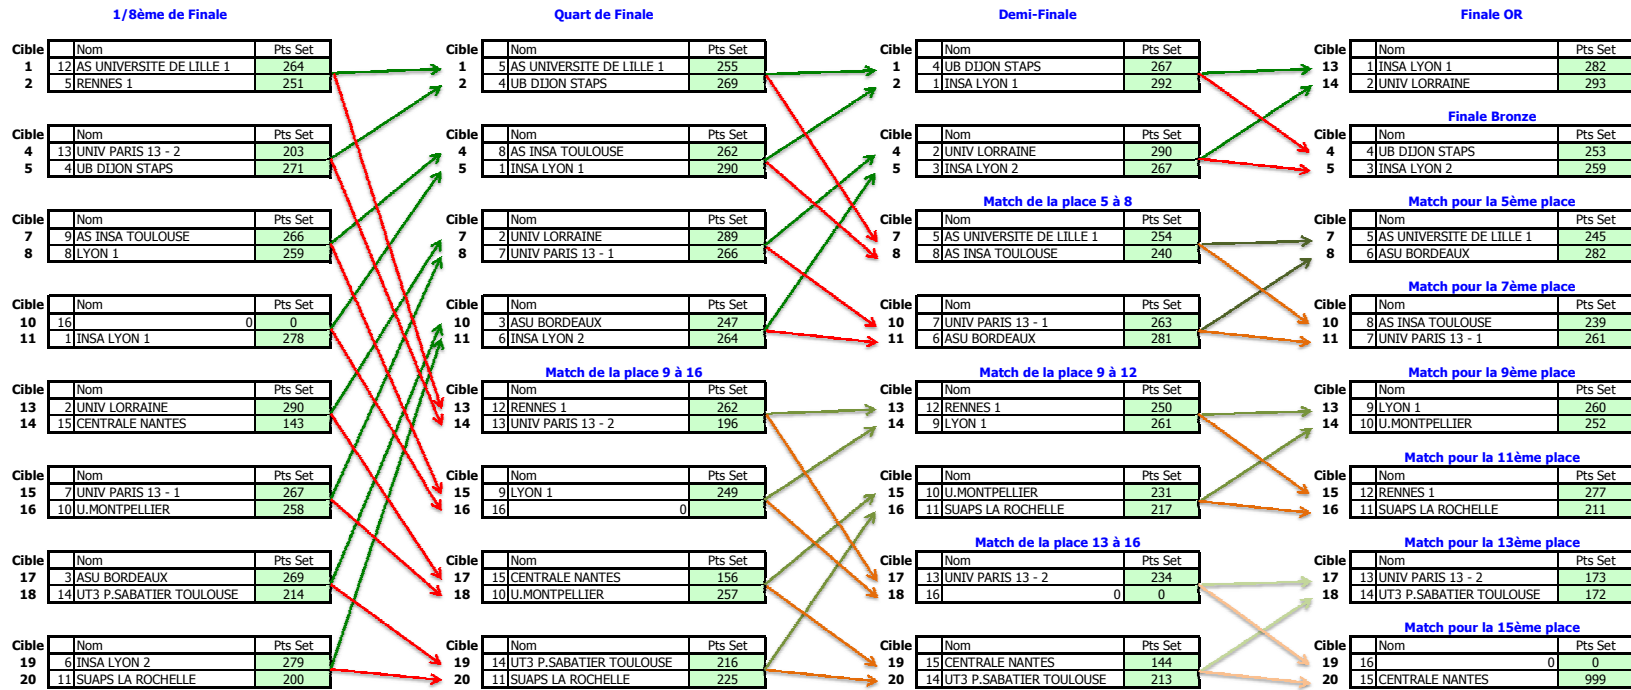 1/8ème de Finale
Quart de Finale
Demi-Finale
Finale OR
Cible Nom Pts Set Cible Nom Pts Set Cible Nom Pts Set Cible Nom Pts Set
1 12 AS UNIVERSITE DE LILLE 1 264 1 5 AS UNIVERSITE DE LILLE 1 255 1 4 UB DIJON STAPS 267 13 1 INSA LYON 1 282
2 5 RENNES 1 251 2 4 UB DIJON STAPS 269 2 1 INSA LYON 1 292 14 2 UNIV LORRAINE 293
Finale Bronze
Cible Nom Pts Set Cible Nom Pts Set Cible Nom Pts Set Cible Nom Pts Set
4 13 UNIV PARIS 13 - 2 203 4 8 AS INSA TOULOUSE 262 4 2 UNIV LORRAINE 290 4 4 UB DIJON STAPS 253
5 4 UB DIJON STAPS 271 5 1 INSA LYON 1 290 5 3 INSA LYON 2 267 5 3 INSA LYON 2 259
Match de la place 5 à 8 Match pour la 5ème place
Cible Nom Pts Set Cible Nom Pts Set Cible Nom Pts Set Cible Nom Pts Set
7 9 AS INSA TOULOUSE 266 7 2 UNIV LORRAINE 289 7 5 AS UNIVERSITE DE LILLE 1 254 7 5 AS UNIVERSITE DE LILLE 1 245
8 8 LYON 1 259 8 7 UNIV PARIS 13 - 1 266 8 8 AS INSA TOULOUSE 240 8 6 ASU BORDEAUX 282
Match pour la 7ème place
Cible Nom Pts Set Cible Nom Pts Set Cible Nom Pts Set Cible Nom Pts Set
10 16 0 0 10 3 ASU BORDEAUX 247 10 7 UNIV PARIS 13 - 1 263 10 8 AS INSA TOULOUSE 239
11 1 INSA LYON 1 278 11 6 INSA LYON 2 264 11 6 ASU BORDEAUX 281 11 7 UNIV PARIS 13 - 1 261
Match de la place 9 à 16 Match de la place 9 à 12 Match pour la 9ème place
Cible Nom Pts Set Cible Nom Pts Set Cible Nom Pts Set Cible Nom Pts Set
13 2 UNIV LORRAINE 290 13 12 RENNES 1 262 13 12 RENNES 1 250 13 9 LYON 1 260
14 15 CENTRALE NANTES 143 14 13 UNIV PARIS 13 - 2 196 14 9 LYON 1 261 14 10 U.MONTPELLIER 252
Match pour la 11ème place
Cible Nom Pts Set Cible Nom Pts Set Cible Nom Pts Set Cible Nom Pts Set
15 7 UNIV PARIS 13 - 1 267 15 9 LYON 1 249 15 10 U.MONTPELLIER 231 15 12 RENNES 1 277
16 10 U.MONTPELLIER 258 16 16 0 16 11 SUAPS LA ROCHELLE 217 16 11 SUAPS LA ROCHELLE 211
Match de la place 13 à 16 Match pour la 13ème place
Cible Nom Pts Set Cible Nom Pts Set Cible Nom Pts Set Cible Nom Pts Set
17 3 ASU BORDEAUX 269 17 15 CENTRALE NANTES 156 17 13 UNIV PARIS 13 - 2 234 17 13 UNIV PARIS 13 - 2 173
18 14 UT3 P.SABATIER TOULOUSE 214 18 10 U.MONTPELLIER 257 18 16 0 0 18 14 UT3 P.SABATIER TOULOUSE 172
Match pour la 15ème place
Cible Nom Pts Set Cible Nom Pts Set Cible Nom Pts Set Cible Nom Pts Set
19 6 INSA LYON 2 279 19 14 UT3 P.SABATIER TOULOUSE 216 19 15 CENTRALE NANTES 144 19 16 0 0
20 11 SUAPS LA ROCHELLE 200 20 11 SUAPS LA ROCHELLE 225 20 14 UT3 P.SABATIER TOULOUSE 213 20 15 CENTRALE NANTES 999